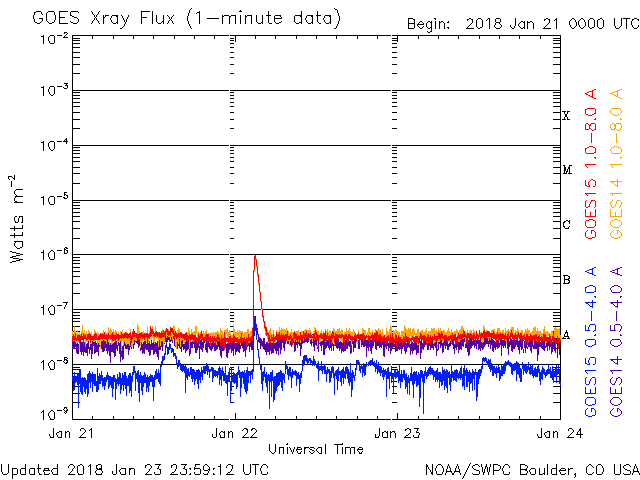 GOES Xray Flux (1-minute data)
Begin: 2018 Jan 21 0000 UTC
10⁻²
10⁻³
10⁻⁴
10⁻⁵
10⁻⁶
10⁻⁷
10⁻⁸
10⁻⁹
Watts m⁻²
X
M
C
B
A
GOES15 1.0-8.0 A
GOES14 1.0-8.0 A
GOES15 0.5-4.0 A
GOES14 0.5-4.0 A
Jan 21
Jan 22
Jan 23
Jan 24
Universal Time
Updated 2018 Jan 23 23:59:12 UTC
NOAA/SWPC Boulder, CO USA